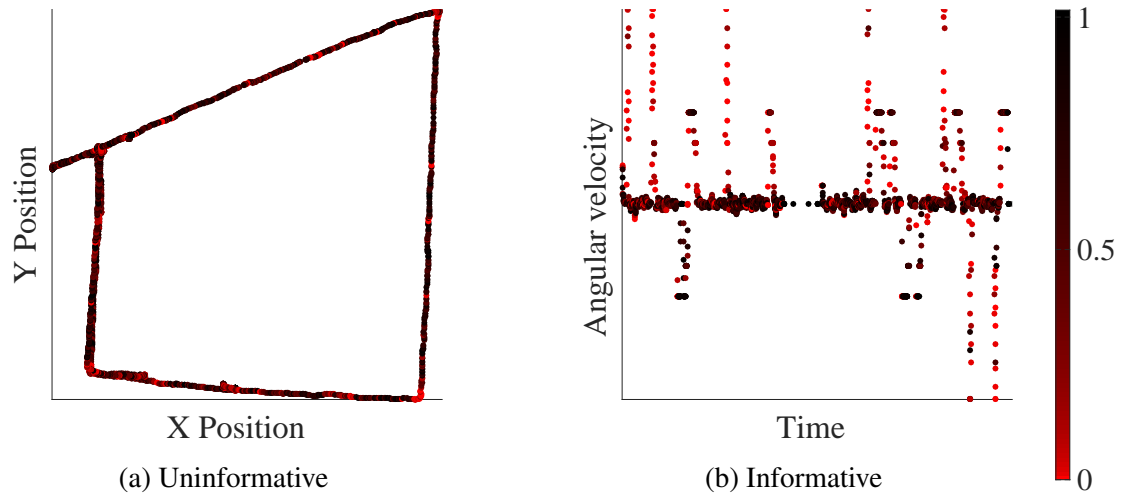 Y Position
X Position
(a) Uninformative
Angular velocity
Time
(b) Informative
1
0.5
0